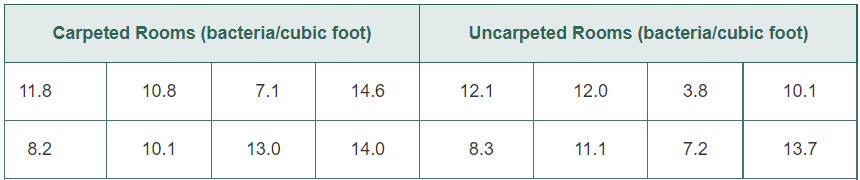 Carpeted Rooms (bacteria/cubic foot) Uncarpeted Rooms (bacteria/cubic foot)
11.8 10.8 7.1 14.6 12.1 12.0 3.8 10.1
8.2 10.1 13.0 14.0 8.3 11.1 7.2 13.7